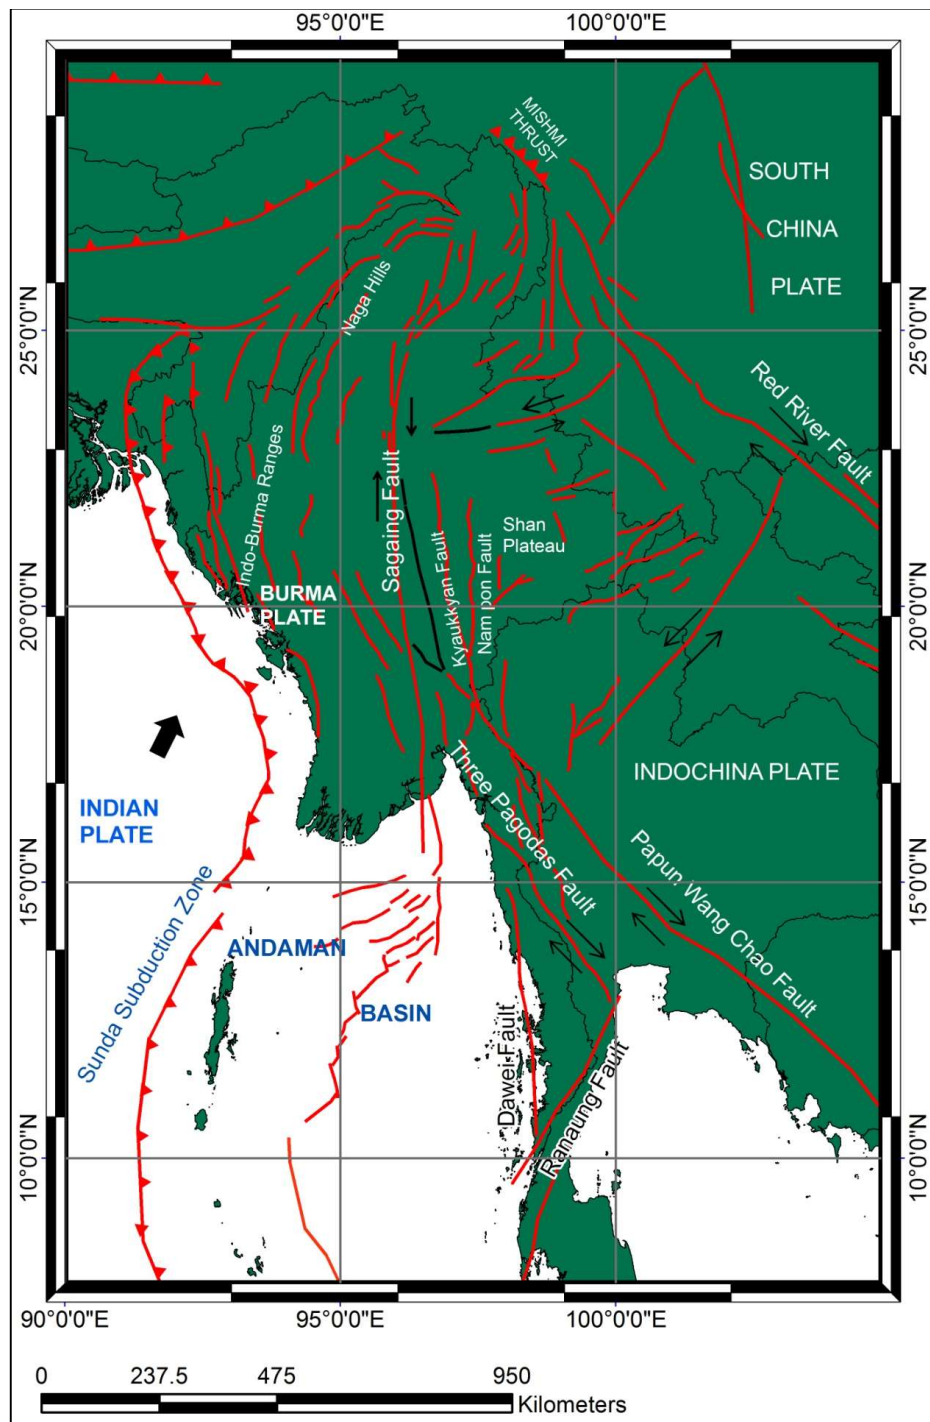 95°0'0"E
100°0'0"E
MISHMI
THRUST
SOUTH
CHINA
PLATE
Naga Hills
25°0'0"N
25°0'0"N
Red River Fault
Indo-Burma Ranges
Sagaing Fault
Kyaukkyan Fault
Nam pon Fault
Shan
Plateau
BURMA
PLATE
20°0'0"N
20°0'0"N
INDIAN
PLATE
INDOCHINA PLATE
Three Pagodas Fault
Papun Wang Chao Fault
15°0'0"N
15°0'0"N
Sunda Subduction Zone
ANDAMAN
BASIN
Dawei Fault
Ranaung Fault
10°0'0"N
10°0'0"N
90°0'0"E
95°0'0"E
100°0'0"E
0
237.5
475
950
Kilometers